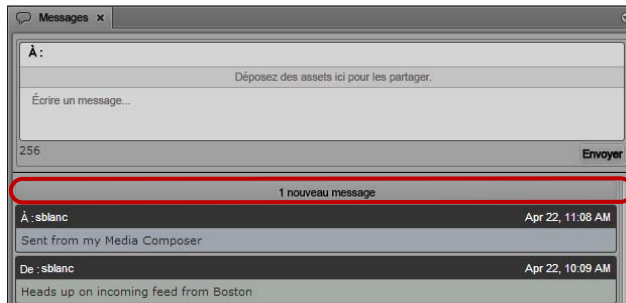 Messages x
À :
Déposez des assets ici pour les partager.
Écrire un message...
256
Envoyer
1 nouveau message
À : sblanc Apr 22, 11:08 AM
Sent from my Media Composer
De : sblanc Apr 22, 10:09 AM
Heads up on incoming feed from Boston